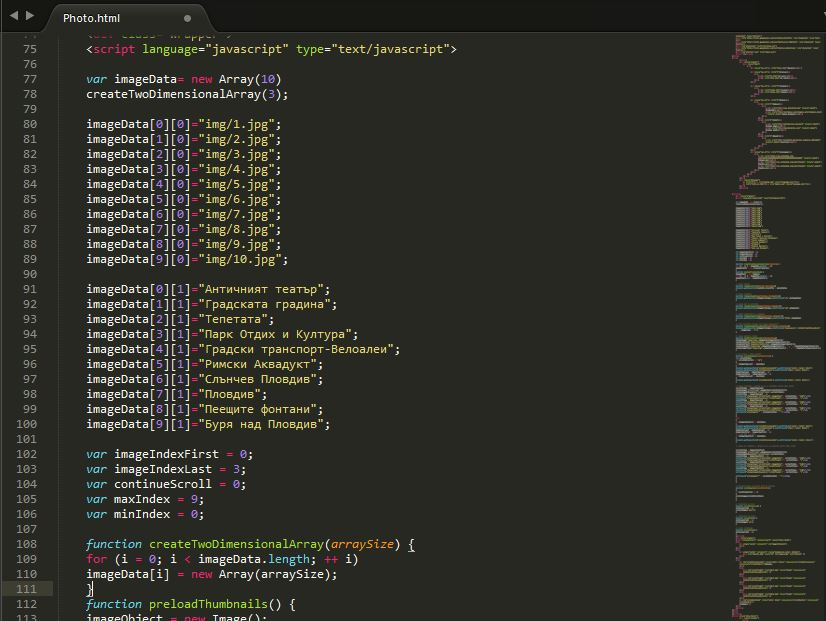 Photo.html
75 <script language="javascript" type="text/javascript">
76
77 var imageData= new Array(10)
78 createTwoDimensionalArray(3);
79
80 imageData[0][0]="img/1.jpg";
81 imageData[1][0]="img/2.jpg";
82 imageData[2][0]="img/3.jpg";
83 imageData[3][0]="img/4.jpg";
84 imageData[4][0]="img/5.jpg";
85 imageData[5][0]="img/6.jpg";
86 imageData[6][0]="img/7.jpg";
87 imageData[7][0]="img/8.jpg";
88 imageData[8][0]="img/9.jpg";
89 imageData[9][0]="img/10.jpg";
90
91 imageData[0][1]="Античният театър";
92 imageData[1][1]="Градската градина";
93 imageData[2][1]="Тепетата";
94 imageData[3][1]="Парк Отдих и Култура";
95 imageData[4][1]="Градски транспорт-Велоалеи";
96 imageData[5][1]="Римски Аквадукт";
97 imageData[6][1]="Слънчев Пловдив";
98 imageData[7][1]="Пловдив";
99 imageData[8][1]="Пеещите фонтани";
100 imageData[9][1]="Буря над Пловдив";
101
102 var imageIndexFirst = 0;
103 var imageIndexLast = 3;
104 var continueScroll = 0;
105 var maxIndex = 9;
106 var minIndex = 0;
107
108 function createTwoDimensionalArray(arraySize) {
109 for (i = 0; i < imageData.length; ++ i)
110 imageData[i] = new Array(arraySize);
111 }
112 function preloadThumbnails() {
113 imageObject = new Image();